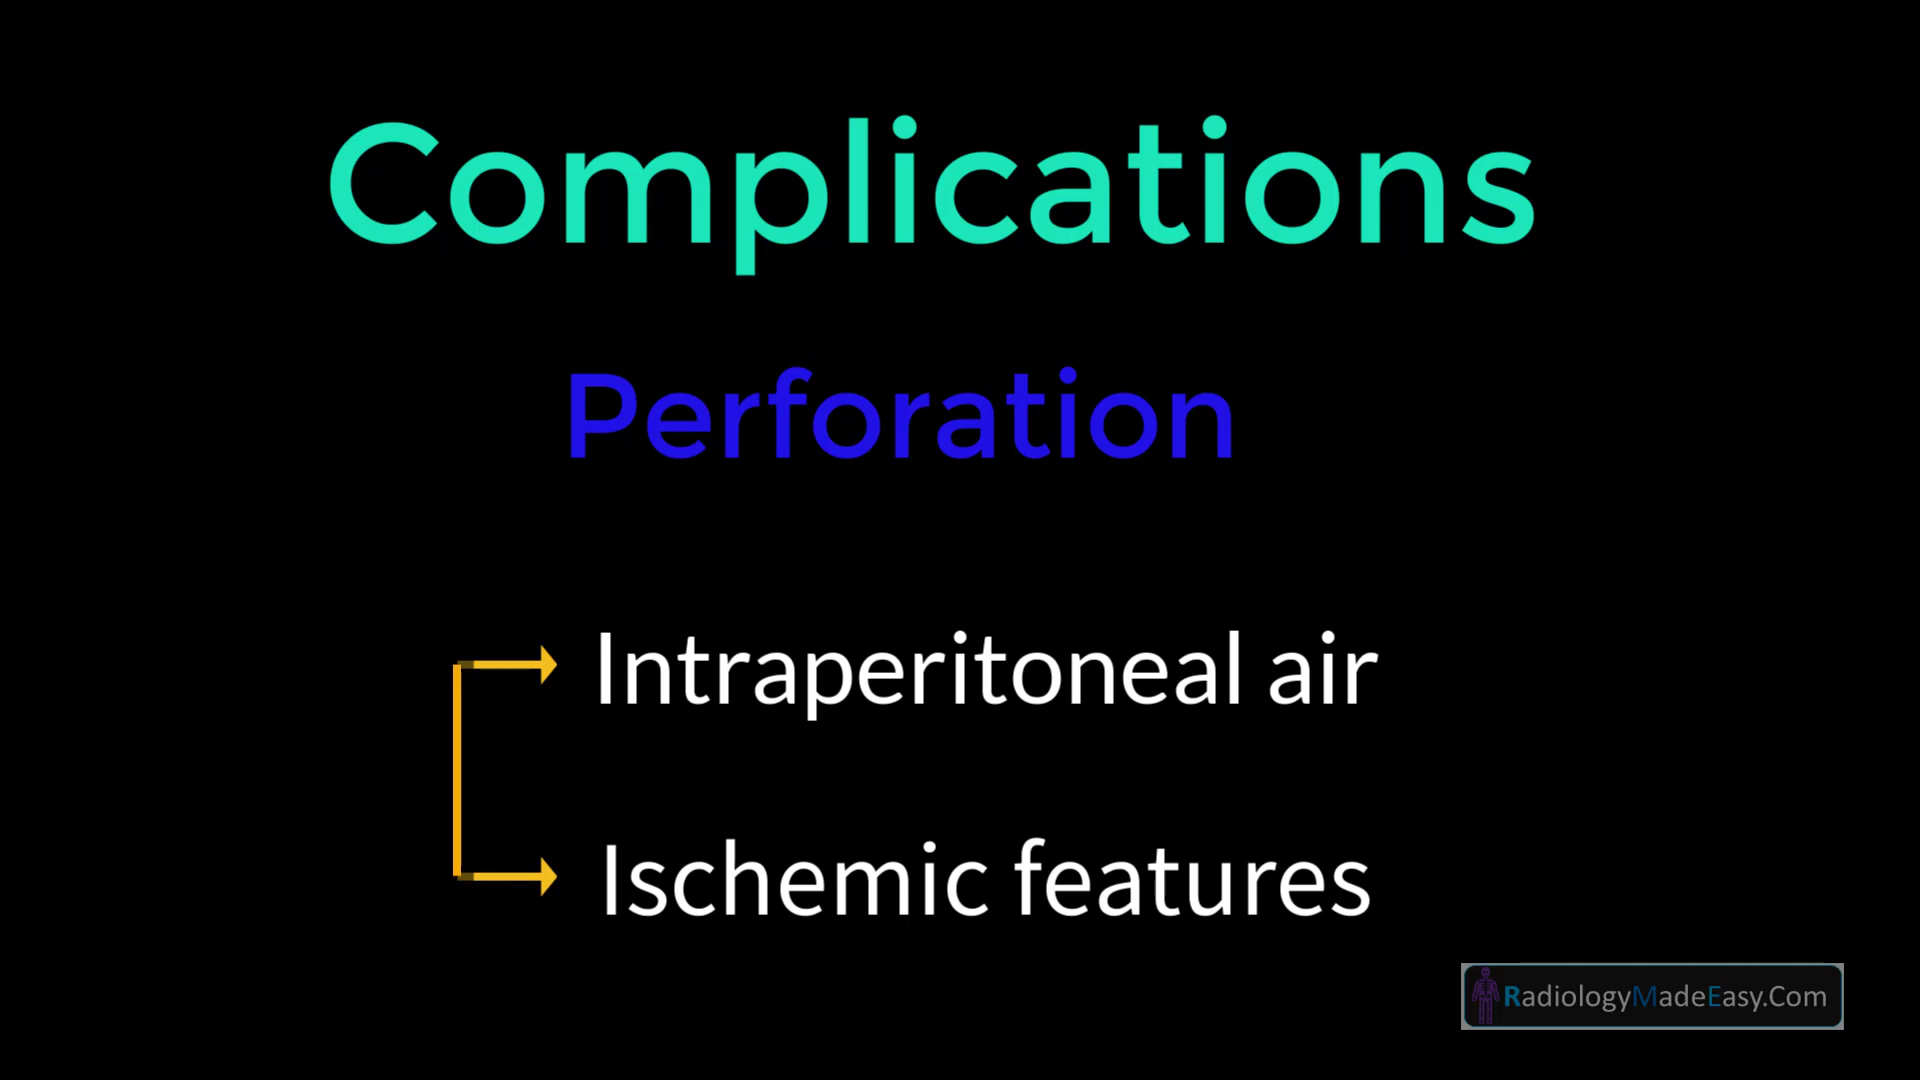 Complications
Perforation
Intraperitoneal air
Ischemic features
RadiologyMadeEasy.Com